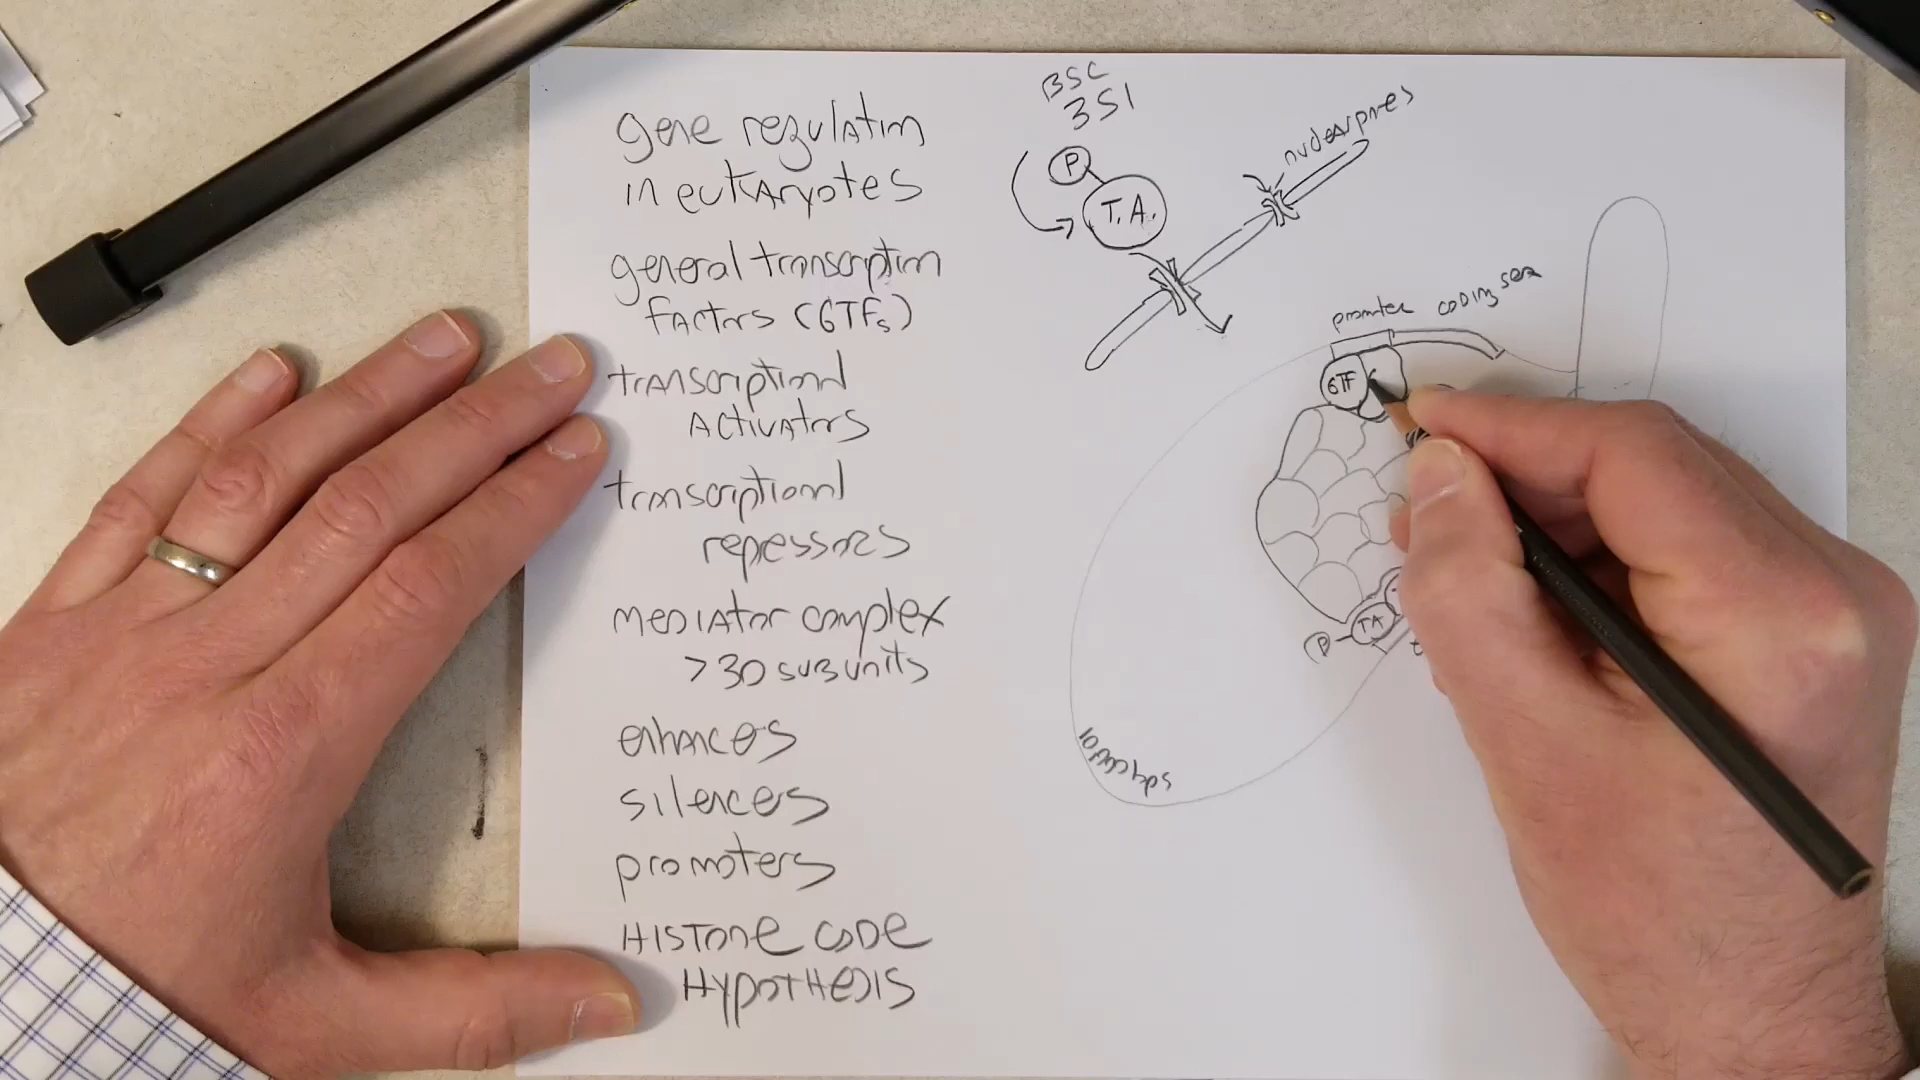 gene regulation
in eukaryotes
general transcription
factors (GTFs)
transcriptional
activators
transcriptional
repressors
mediator complex
>30 subunits
enhancers
silencers
promoters
Histone code
Hypothesis
BSC
351
P
T.A.
nuclear pores
promoter coding seq
GTF
TA
P
100,000 bps